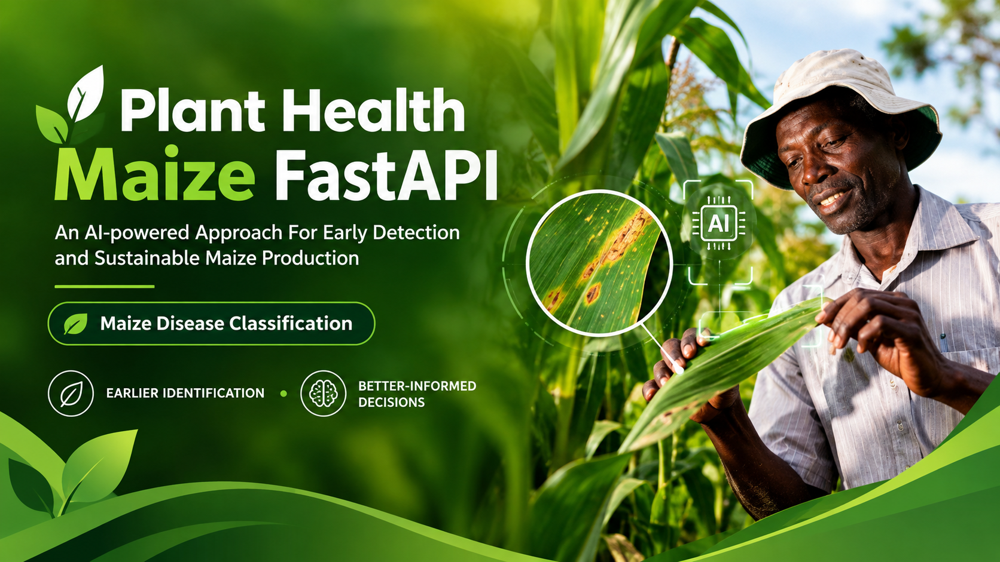 Plant Health
Maize FastAPI
An AI-powered Approach For Early Detection
and Sustainable Maize Production
Maize Disease Classification
EARLIER IDENTIFICATION
BETTER-INFORMED
DECISIONS
AI